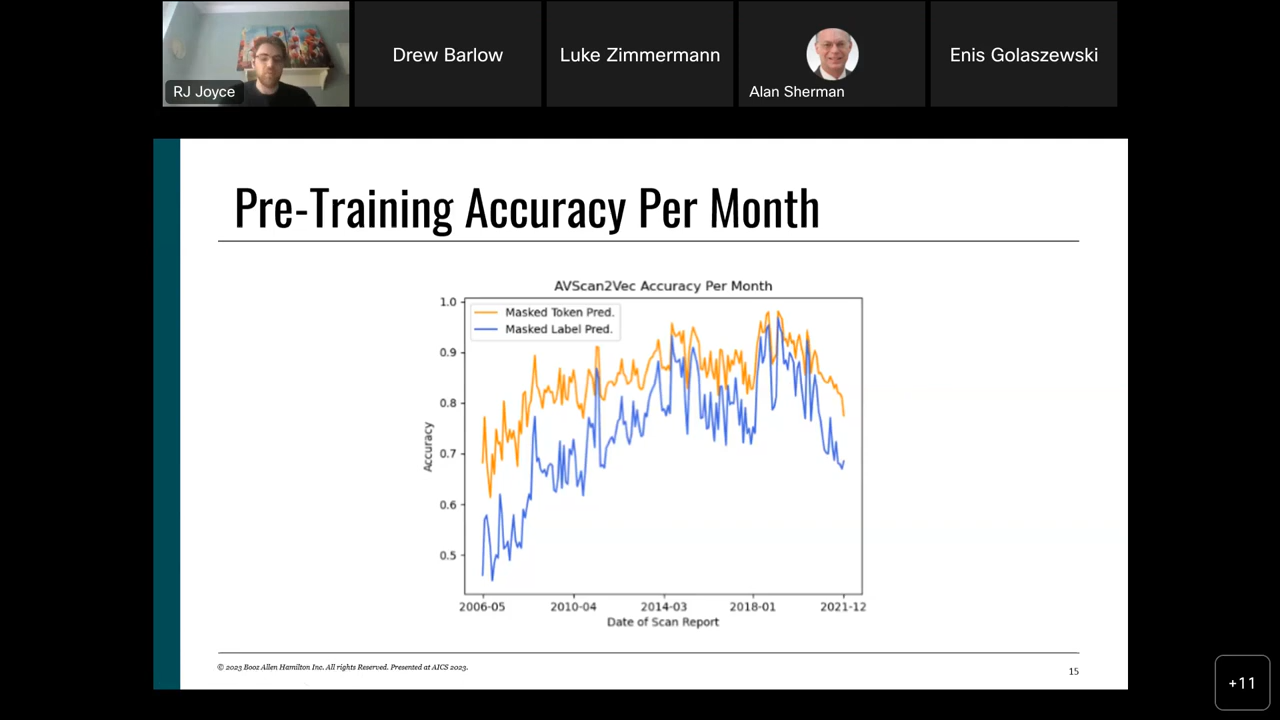 RJ Joyce
Drew Barlow
Luke Zimmermann
Alan Sherman
Enis Golaszewski
Pre-Training Accuracy Per Month
AVScan2Vec Accuracy Per Month
Masked Token Pred.
Masked Label Pred.
1.0
0.9
0.8
0.7
0.6
0.5
Accuracy
2006-05 2010-04 2014-03 2018-01 2021-12
Date of Scan Report
© 2023 Booz Allen Hamilton Inc. All rights Reserved. Presented at AICS 2023.
15
+11